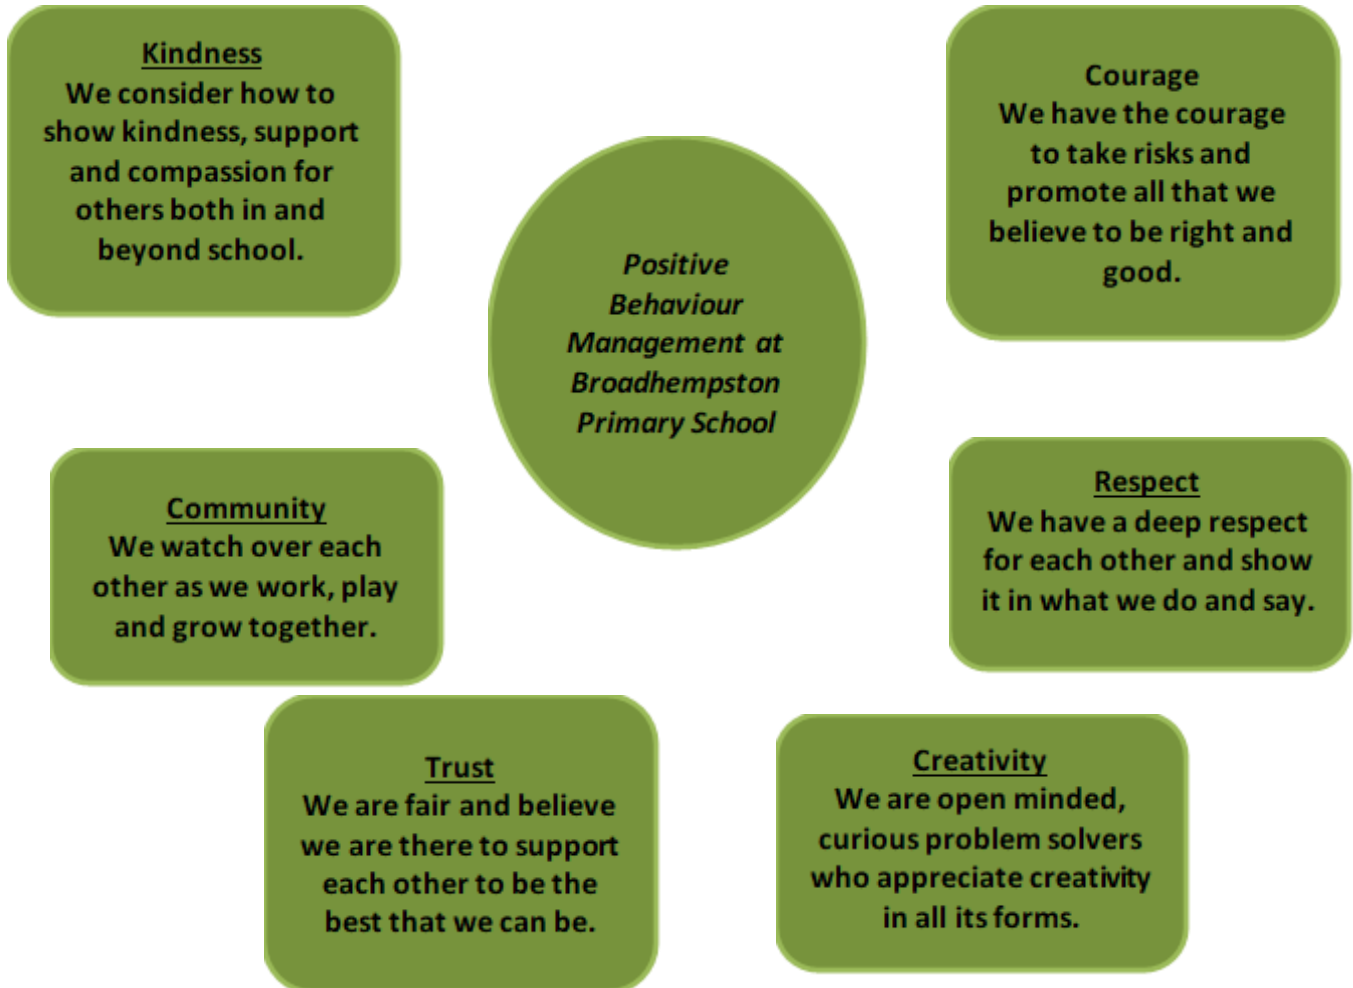 Kindness
We consider how to
show kindness, support
and compassion for
others both in and
beyond school.
Courage
We have the courage
to take risks and
promote all that we
believe to be right and
good.
Positive
Behaviour
Management at
Broadhempston
Primary School
Community
We watch over each
other as we work, play
and grow together.
Respect
We have a deep respect
for each other and show
it in what we do and say.
Trust
We are fair and believe
we are there to support
each other to be the
best that we can be.
Creativity
We are open minded,
curious problem solvers
who appreciate creativity
in all its forms.